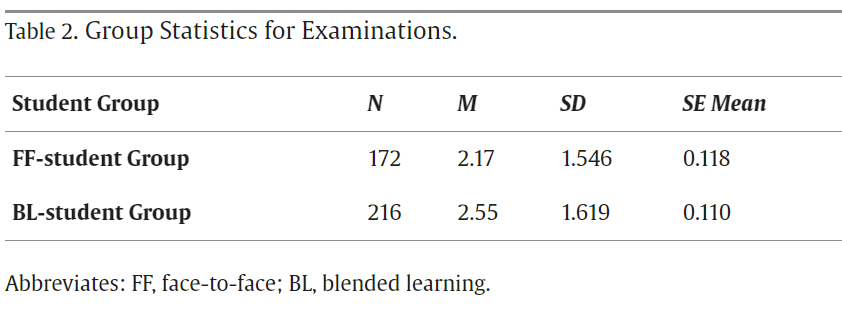 Table 2. Group Statistics for Examinations.
Student Group N M SD SE Mean
FF-student Group 172 2.17 1.546 0.118
BL-student Group 216 2.55 1.619 0.110
Abbreviates: FF, face-to-face; BL, blended learning.